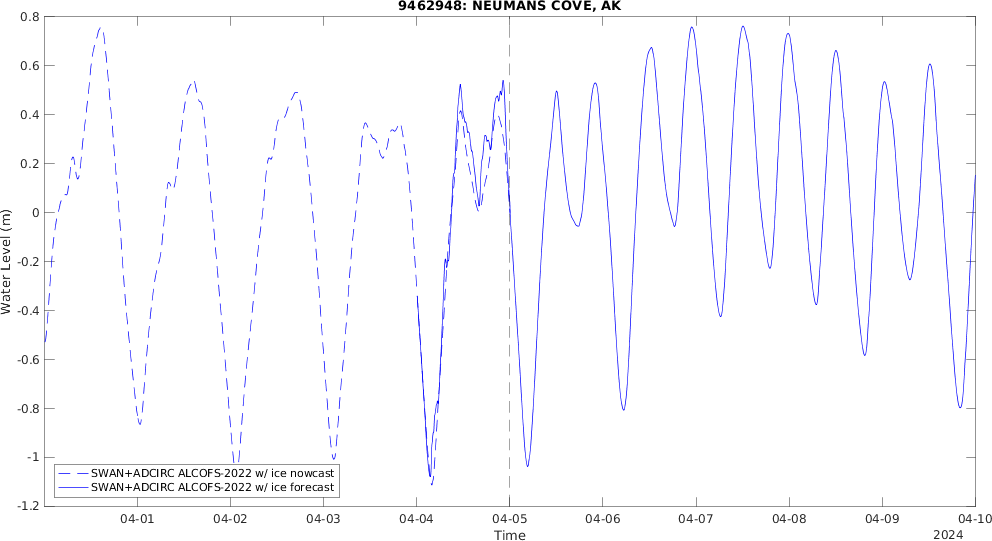 9462948: NEUMANS COVE, AK
Water Level (m)
0.8
0.6
0.4
0.2
0
-0.2
-0.4
-0.6
-0.8
-1
-1.2
SWAN+ADCIRC ALCOFS-2022 w/ ice nowcast
SWAN+ADCIRC ALCOFS-2022 w/ ice forecast
04-01 04-02 04-03 04-04 04-05 04-06 04-07 04-08 04-09 04-10
Time
2024